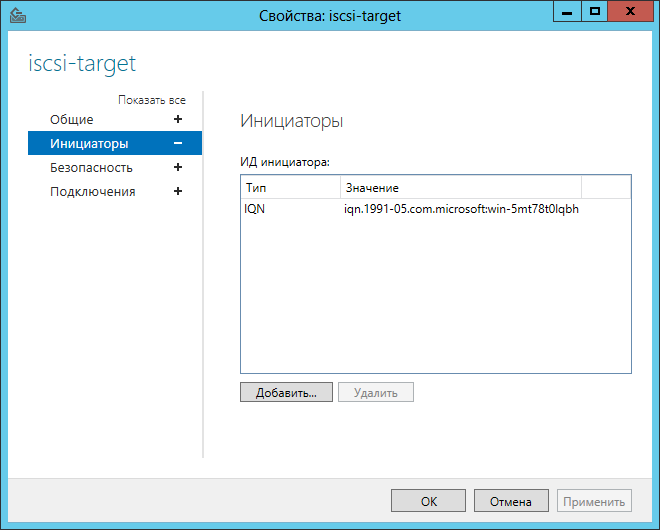 Свойства: iscsi-target
iscsi-target
Показать все
Общие +
Инициаторы −
Безопасность +
Подключения +
Инициаторы
ИД инициатора:
Тип Значение
IQN iqn.1991-05.com.microsoft:win-5mt78t0lqbh
Добавить... Удалить
OK Отмена Применить